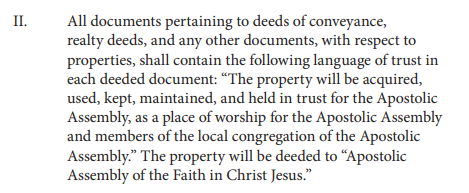 II. All documents pertaining to deeds of conveyance,
realty deeds, and any other documents, with respect to
properties, shall contain the following language of trust in
each deeded document: “The property will be acquired,
used, kept, maintained, and held in trust for the Apostolic
Assembly, as a place of worship for the Apostolic Assembly
and members of the local congregation of the Apostolic
Assembly.” The property will be deeded to “Apostolic
Assembly of the Faith in Christ Jesus.”